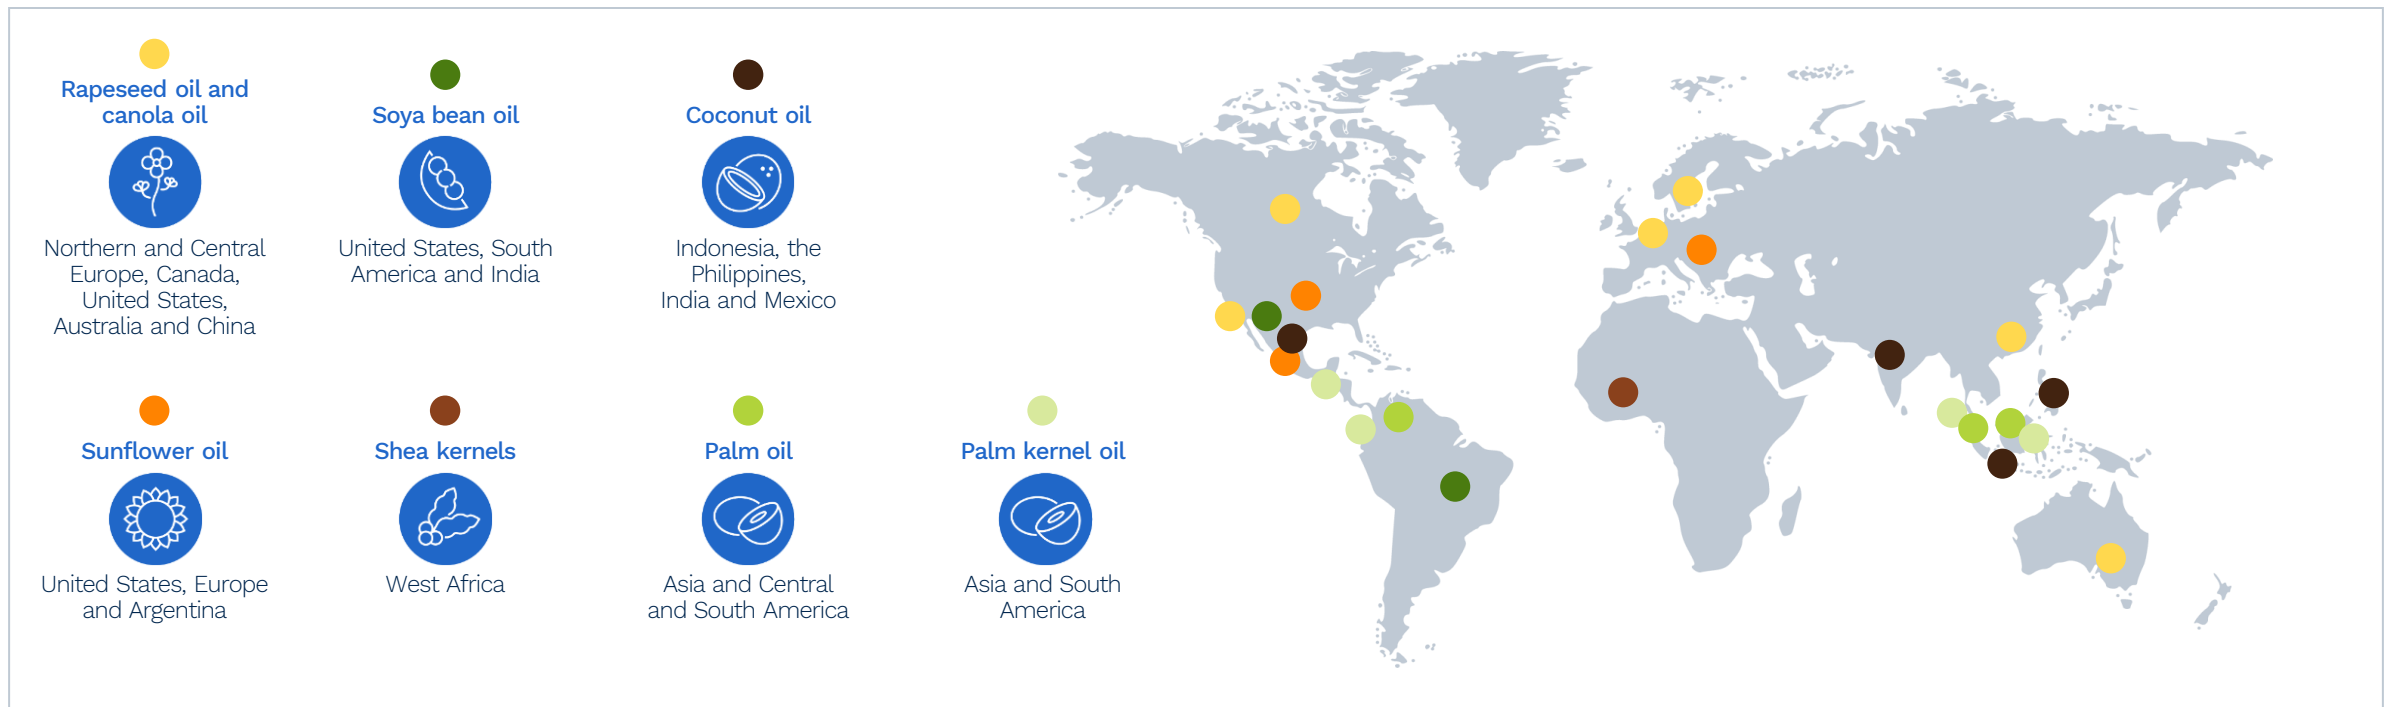 Rapeseed oil and
canola oil
Northern and Central
Europe, Canada,
United States,
Australia and China
Soya bean oil
United States, South
America and India
Coconut oil
Indonesia, the
Philippines,
India and Mexico
Sunflower oil
United States, Europe
and Argentina
Shea kernels
West Africa
Palm oil
Asia and Central
and South America
Palm kernel oil
Asia and South
America